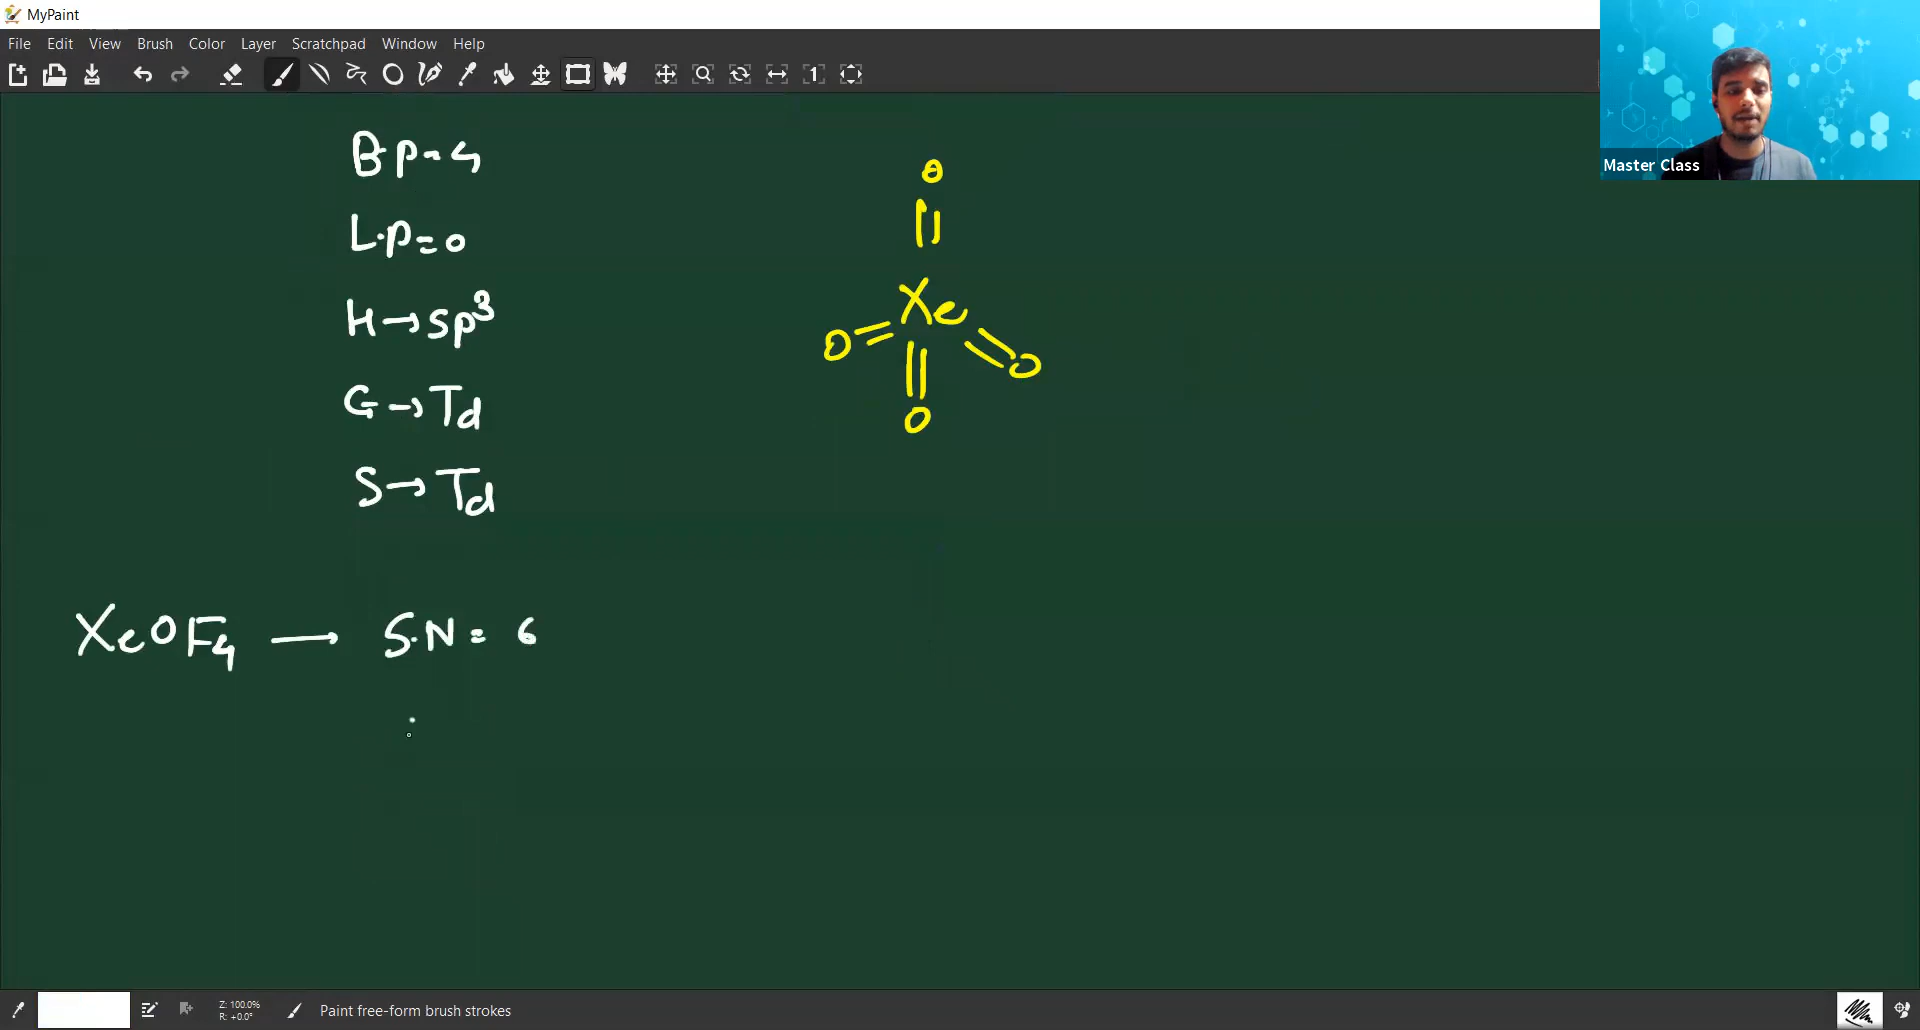 MyPaint
File Edit View Brush Color Layer Scratchpad Window Help
Master Class
B.P=4
L.P=0
H→sp³
G→Td
S→Td
O
Xe
O
O
O
XeOF₄ — S.N= 6
Z: 100.0%
R: +0.0°
Paint free-form brush strokes